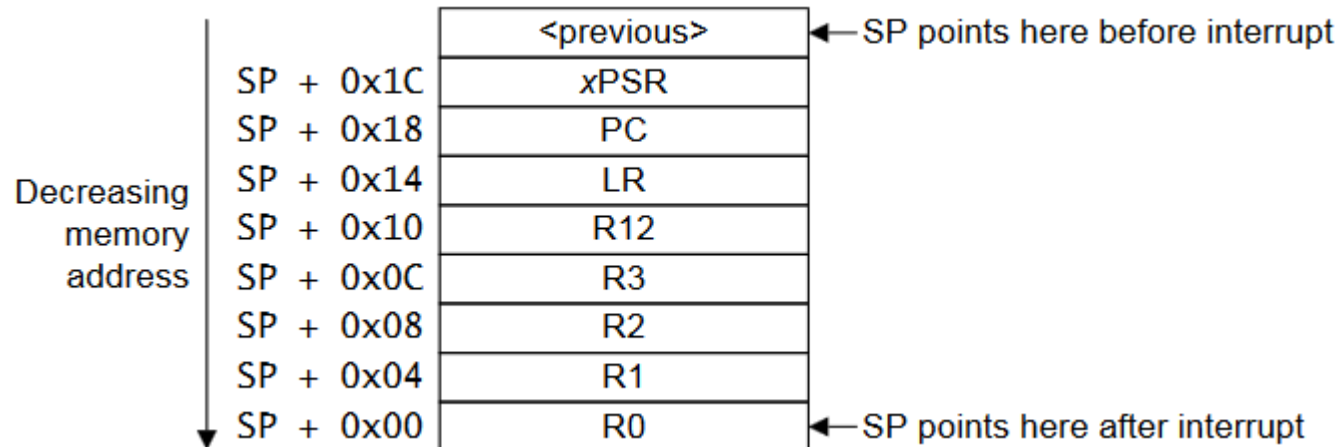 <previous> SP points here before interrupt
SP + 0x1C xPSR
SP + 0x18 PC
SP + 0x14 LR
Decreasing
memory
address
SP + 0x10 R12
SP + 0x0C R3
SP + 0x08 R2
SP + 0x04 R1
SP + 0x00 R0 SP points here after interrupt